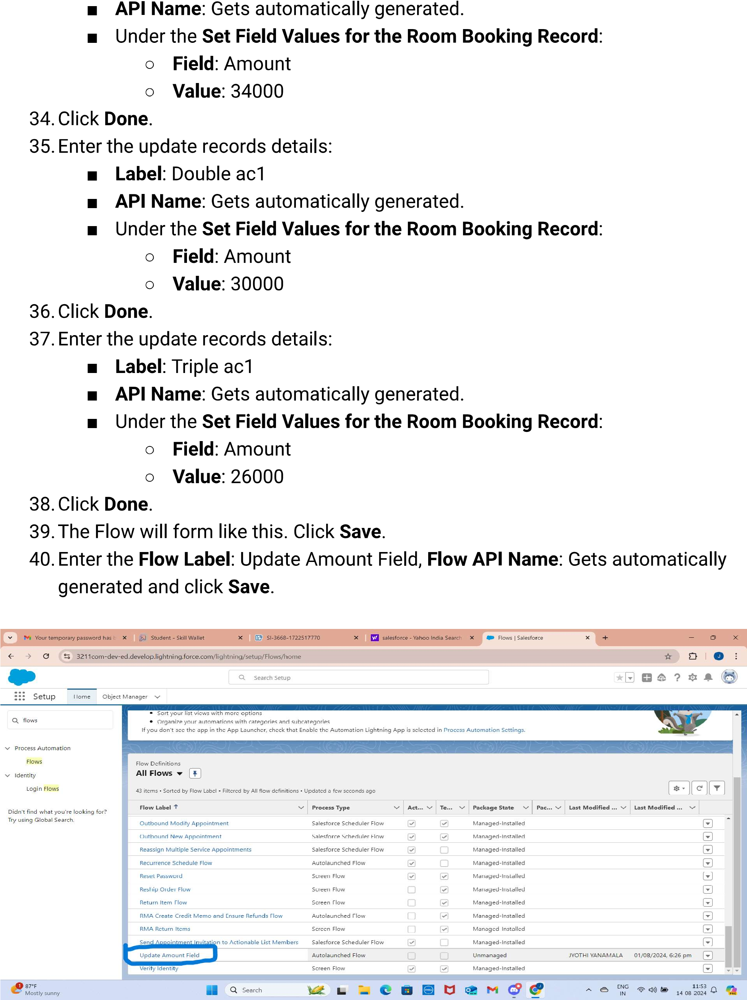 ■ API Name: Gets automatically generated.
■ Under the Set Field Values for the Room Booking Record:
○ Field: Amount
○ Value: 34000
34. Click Done.
35. Enter the update records details:
■ Label: Double ac1
■ API Name: Gets automatically generated.
■ Under the Set Field Values for the Room Booking Record:
○ Field: Amount
○ Value: 30000
36. Click Done.
37. Enter the update records details:
■ Label: Triple ac1
■ API Name: Gets automatically generated.
■ Under the Set Field Values for the Room Booking Record:
○ Field: Amount
○ Value: 26000
38. Click Done.
39. The Flow will form like this. Click Save.
40. Enter the Flow Label: Update Amount Field, Flow API Name: Gets automatically
generated and click Save.
Your temporary password has Student - Skill Wallet SI-3668-1722517770 salesforce - Yahoo India Search Flows | Salesforce
3211com-dev-ed.develop.lightning.force.com/lightning/setup/Flows/home
Search Setup
Setup Home Object Manager
flows
Process Automation
Flows
Identity
Login Flows
Didn't find what you're looking for?
Try using Global Search.
• Sort your list views with more options
• Organize your automations with categories and subcategories
If you don't see the app in the App Launcher, check that Enable the Automation Lightning App is selected in Process Automation Settings.
Flow Definitions
All Flows
43 items • Sorted by Flow Label • Filtered by All flow definitions • Updated a few seconds ago
Flow Label ↑ Process Type Act... Te... Package State Pac... Last Modified ... Last Modified ...
Outbound Modify Appointment Salesforce Scheduler Flow Managed-Installed
Outbound New Appointment Salesforce Scheduler Flow Managed-Installed
Reassign Multiple Service Appointments Salesforce Scheduler Flow Managed-Installed
Recurrence Schedule Flow Autolaunched Flow Managed-Installed
Reset Password Screen Flow Managed-Installed
Reship Order Flow Screen Flow Managed-Installed
Return Item Flow Screen Flow Managed-Installed
RMA Create Credit Memo and Ensure Refunds Flow Autolaunched Flow Managed-Installed
RMA Return Items Screen Flow Managed-Installed
Send Appointment Invitation to Actionable List Members Salesforce Scheduler Flow Managed-Installed
Update Amount Field Autolaunched Flow Unmanaged JYOTHI YANAMALA 01/08/2024, 6:26 pm
Verify Identity Screen Flow Managed-Installed
1 87°F
Mostly sunny
Search
DELL
NEW
ENG
IN
11:53
14-08-2024
PRE